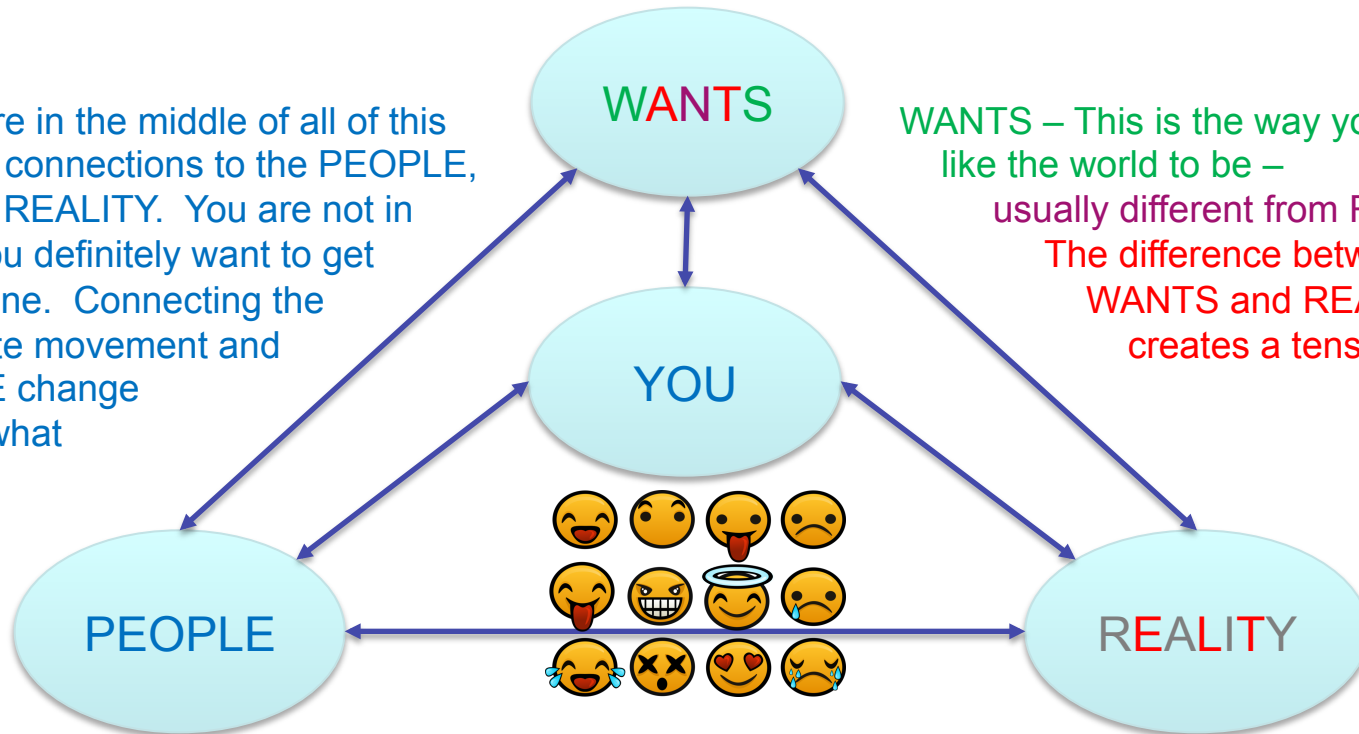 WANTS
re in the middle of all of this
connections to the PEOPLE,
REALITY. You are not in
ou definitely want to get
ne. Connecting the
te movement and
E change
what
WANTS – This is the way yo
like the world to be –
usually different from
The difference betw
WANTS and REA
creates a tens
YOU
PEOPLE
REALITY